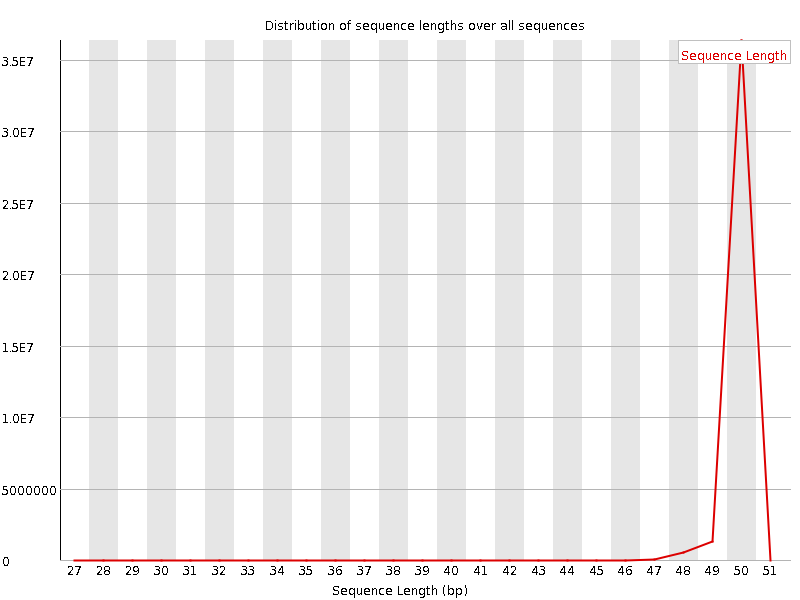 Distribution of sequence lengths over all sequences
Sequence Length
3.5E7
3.0E7
2.5E7
2.0E7
1.5E7
1.0E7
5000000
0
27 28 29 30 31 32 33 34 35 36 37 38 39 40 41 42 43 44 45 46 47 48 49 50 51
Sequence Length (bp)